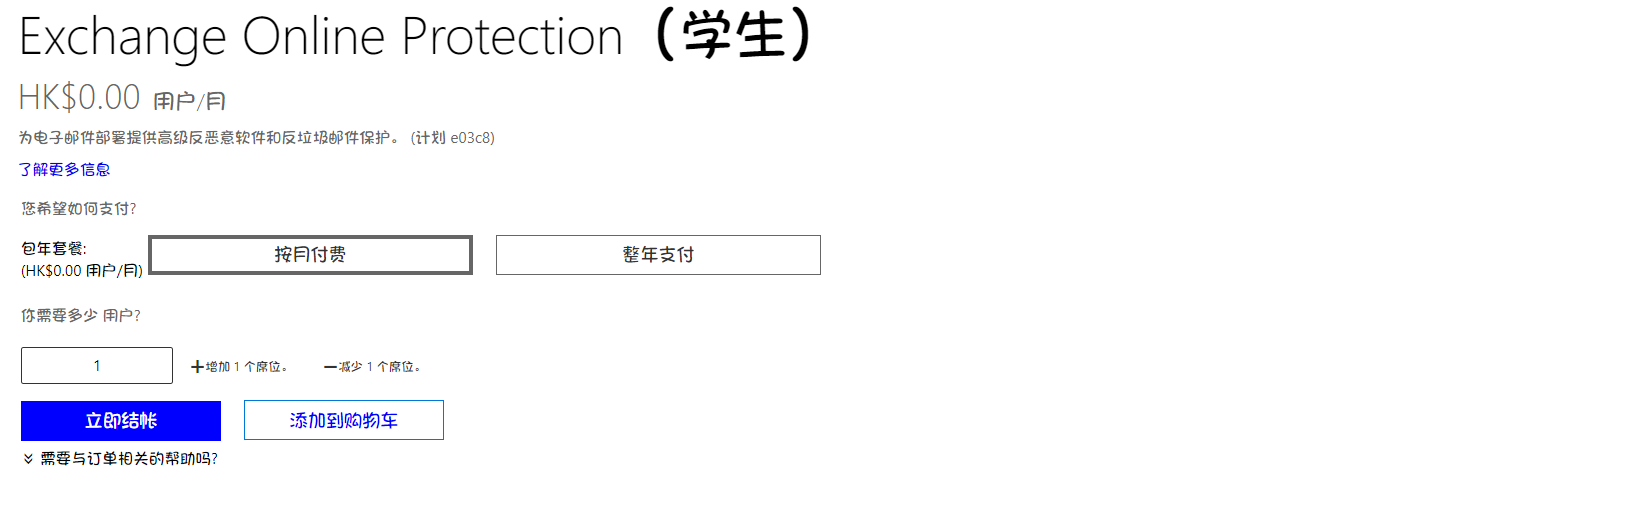 Exchange Online Protection（学生）
HK$0.00 用户/月
为电子邮件部署提供高级反恶意软件和反垃圾邮件保护。 (计划 e03c8)
了解更多信息
您希望如何支付?
包年套餐:
(HK$0.00 用户/月)
按月付费
整年支付
你需要多少 用户?
1
增加 1 个席位。
减少 1 个席位。
立即结帐
添加到购物车
需要与订单相关的帮助吗?